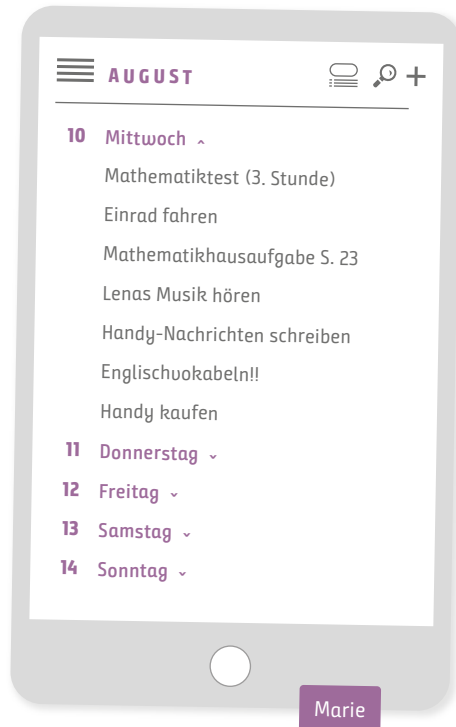 AUGUST
10 Mittwoch
Mathematiktest (3. Stunde)
Einrad fahren
Mathematikhausaufgabe S. 23
Lenas Musik hören
Handy-Nachrichten schreiben
Englischvokabeln!!
Handy kaufen
11 Donnerstag
12 Freitag
13 Samstag
14 Sonntag
Marie